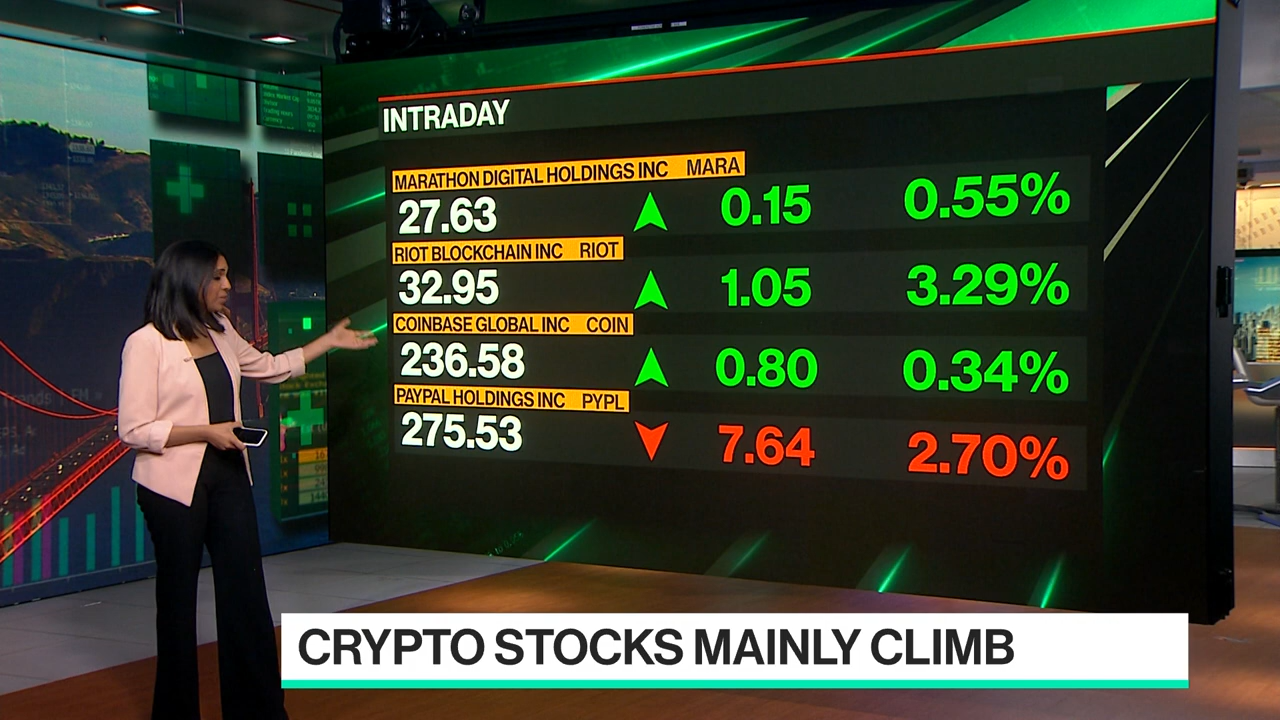 INTRADAY
MARATHON DIGITAL HOLDINGS INC MARA
27.63 0.15 0.55%
RIOT BLOCKCHAIN INC RIOT
32.95 1.05 3.29%
COINBASE GLOBAL INC COIN
236.58 0.80 0.34%
PAYPAL HOLDINGS INC PYPL
275.53 7.64 2.70%
CRYPTO STOCKS MAINLY CLIMB